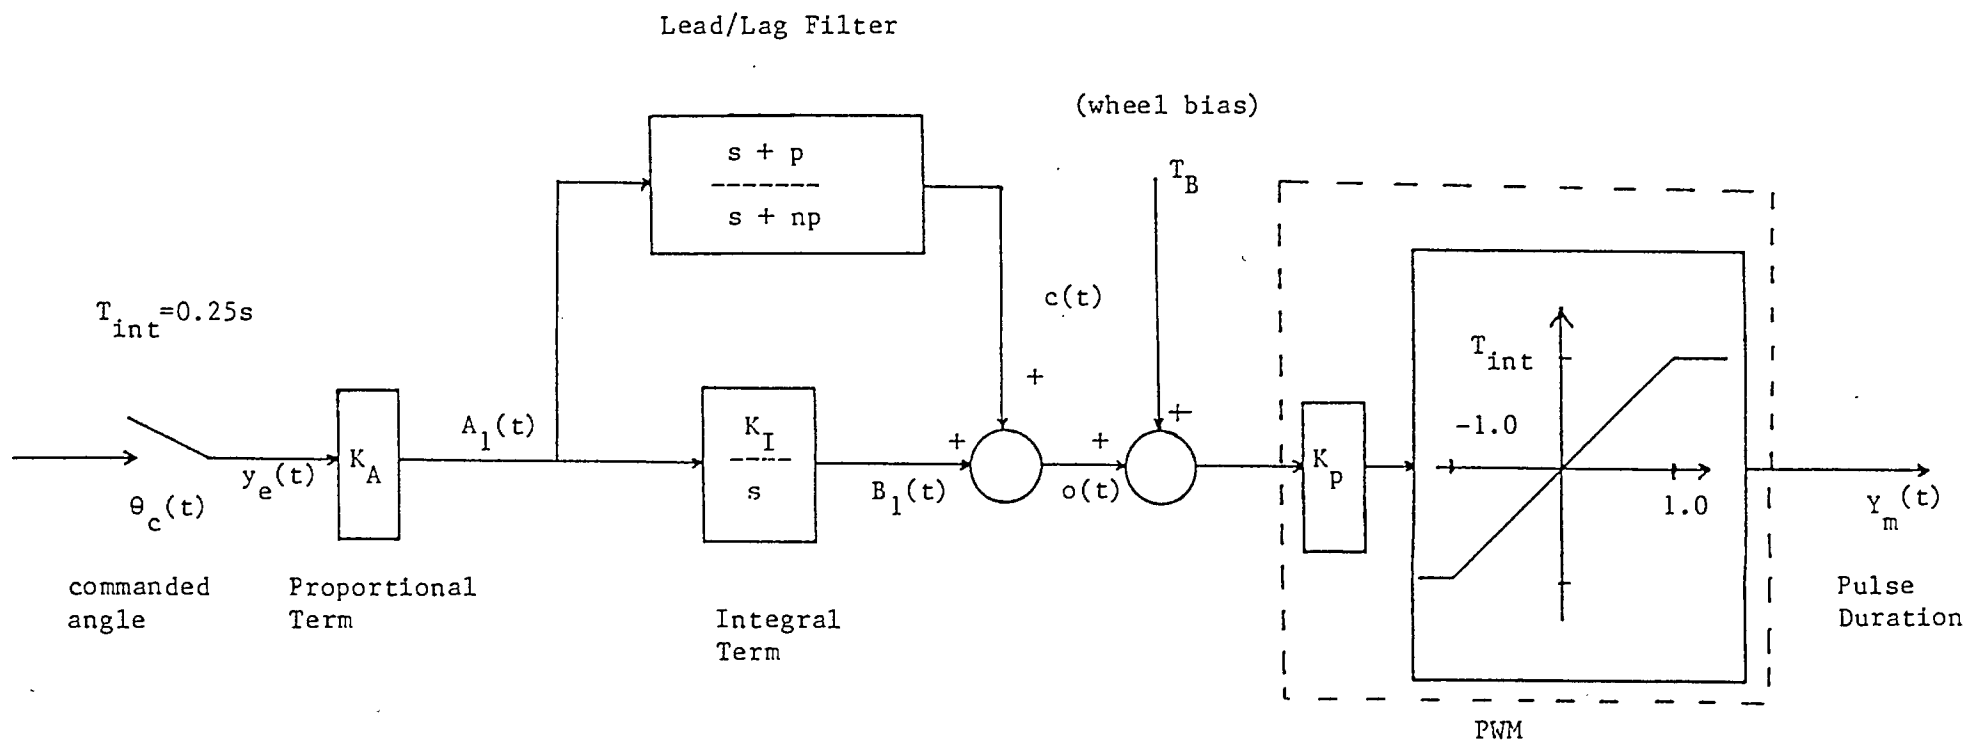 Lead/Lag Filter
s + p
-------
s + np
(wheel bias)
T_B
T_int=0.25s
c(t)
+
+
T_int
-1.0
1.0
θ_c(t)
y_e(t)
K_A
A_1(t)
K_I
----
s
B_1(t)
+
o(t)
+
K_p
Y_m(t)
commanded
angle
Proportional
Term
Integral
Term
Pulse
Duration
PWM